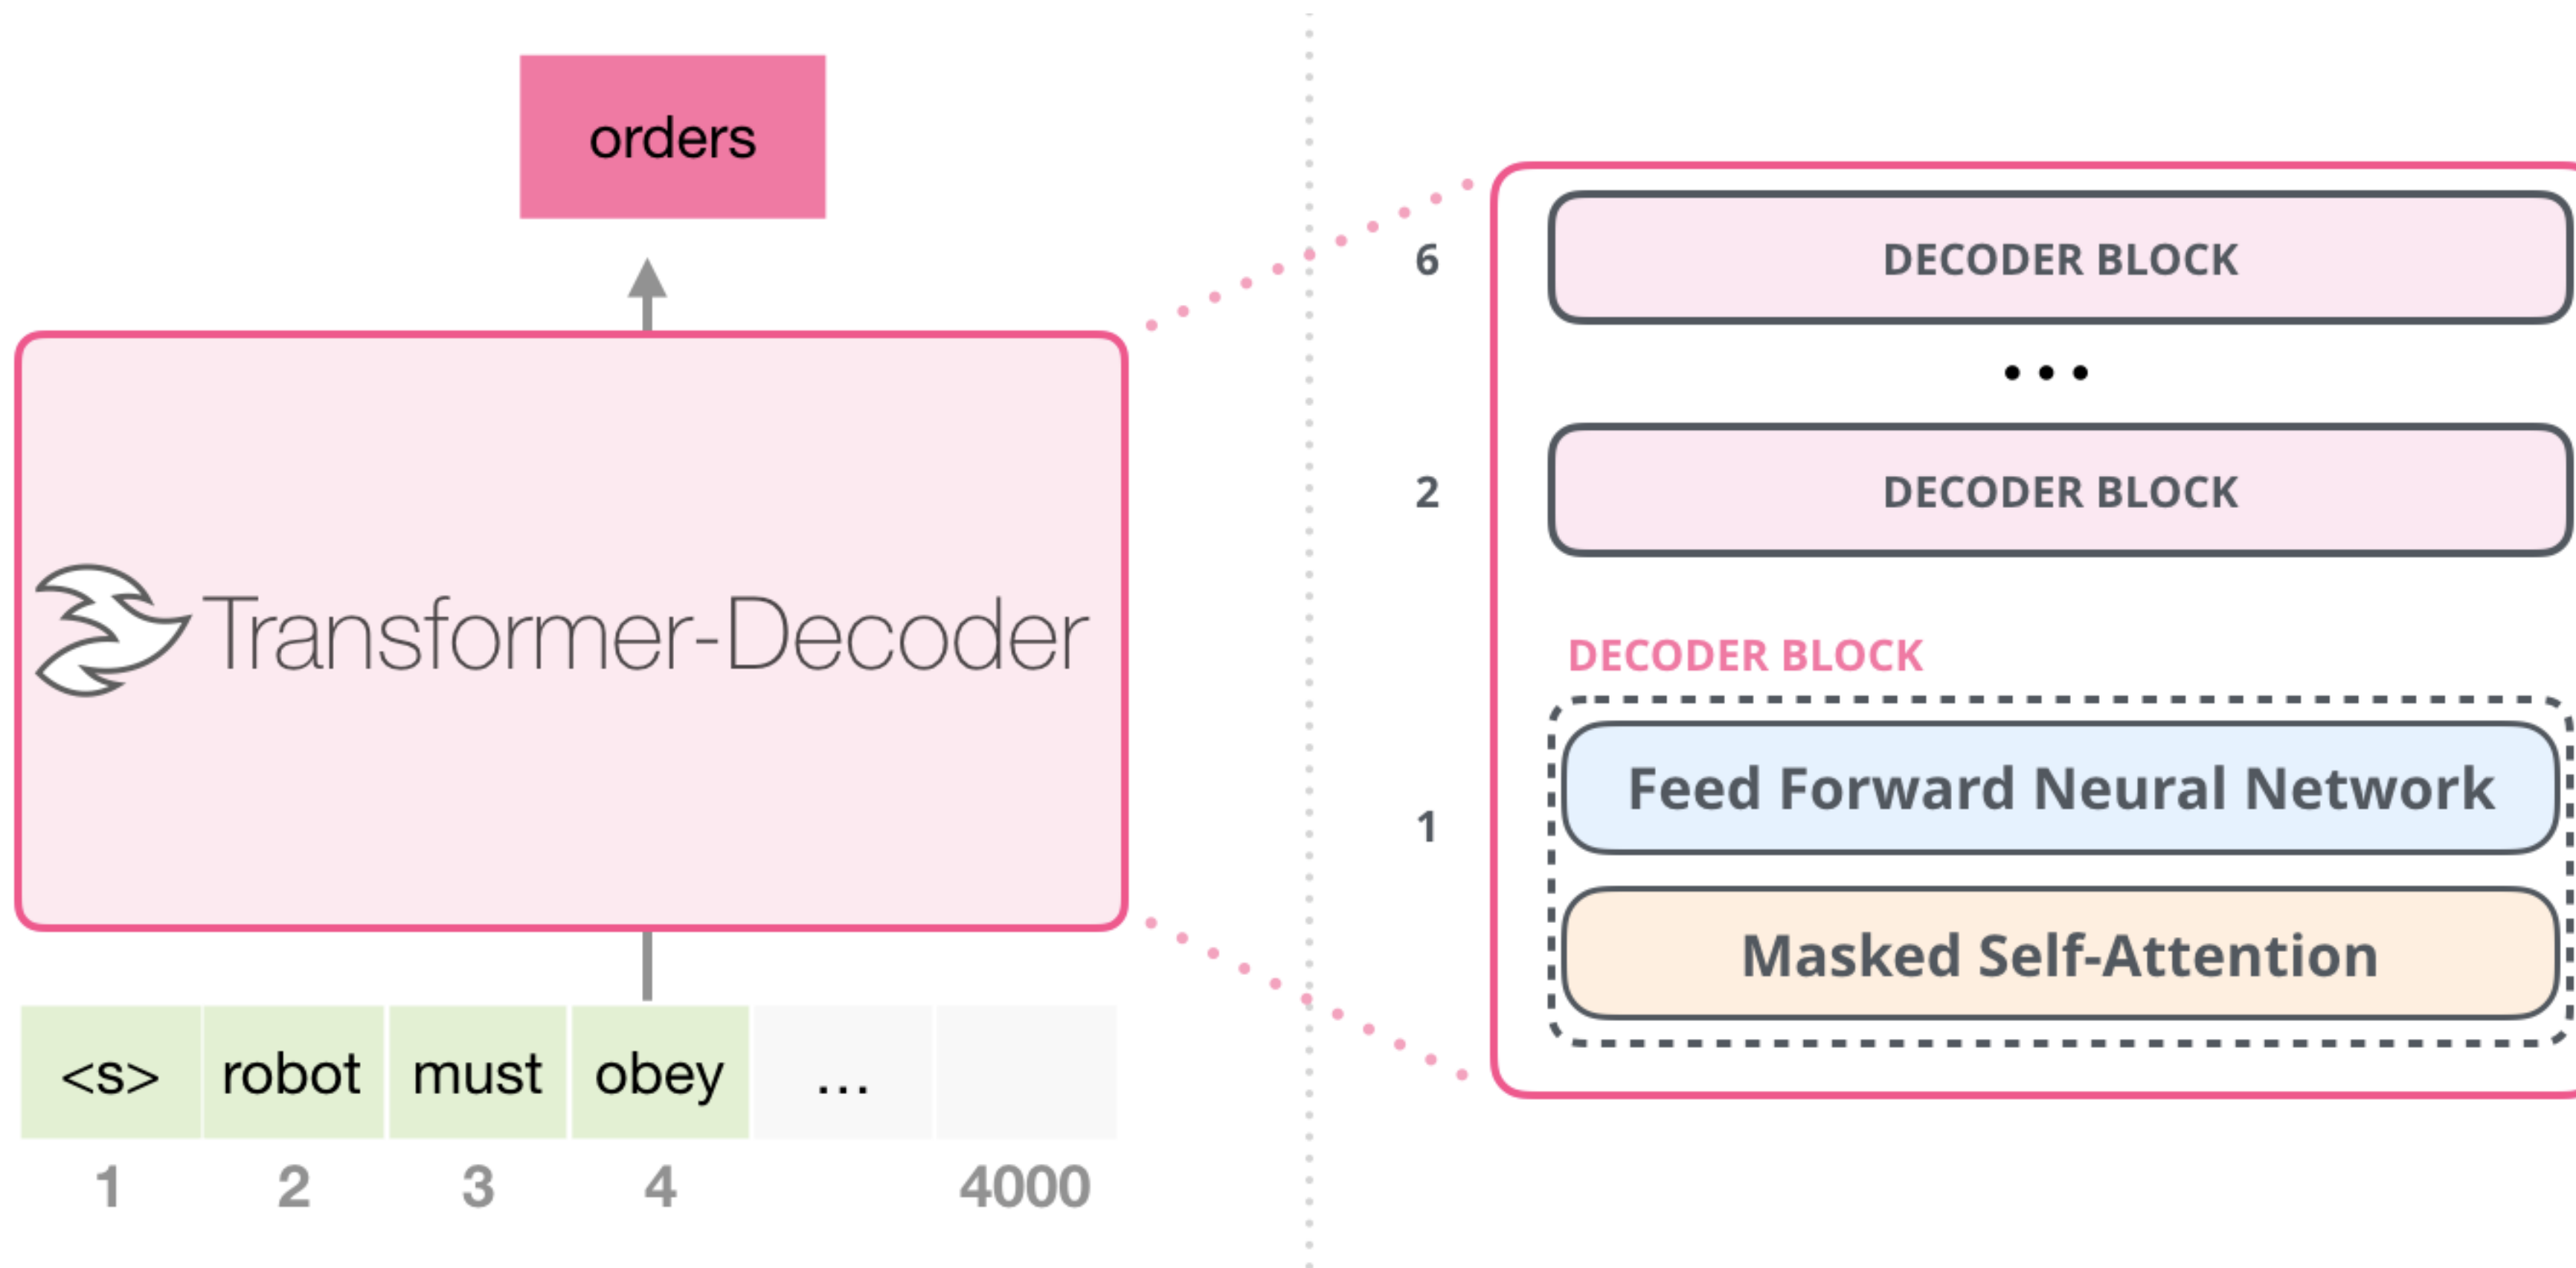 orders
Transformer-Decoder
<s> robot must obey ...
1 2 3 4 4000
6 DECODER BLOCK
...
2 DECODER BLOCK
DECODER BLOCK
1
Feed Forward Neural Network
Masked Self-Attention